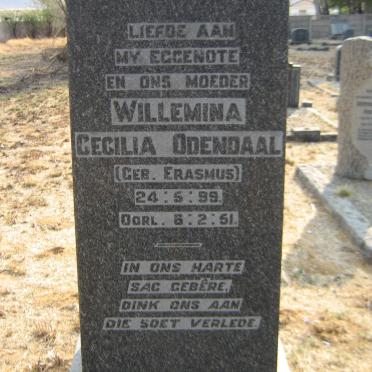 LIEFDE AAN
MY EGGENOTE
EN ONS MOEDER
WILLEMINA
CECILIA ODENDAAL
(GEB. ERASMUS)
24:5:99.
OORL. 6:2:51.
IN ONS HARTE
SAG GEBÊRE,
DINK ONS AAN
DIE SOET VERLEDE.